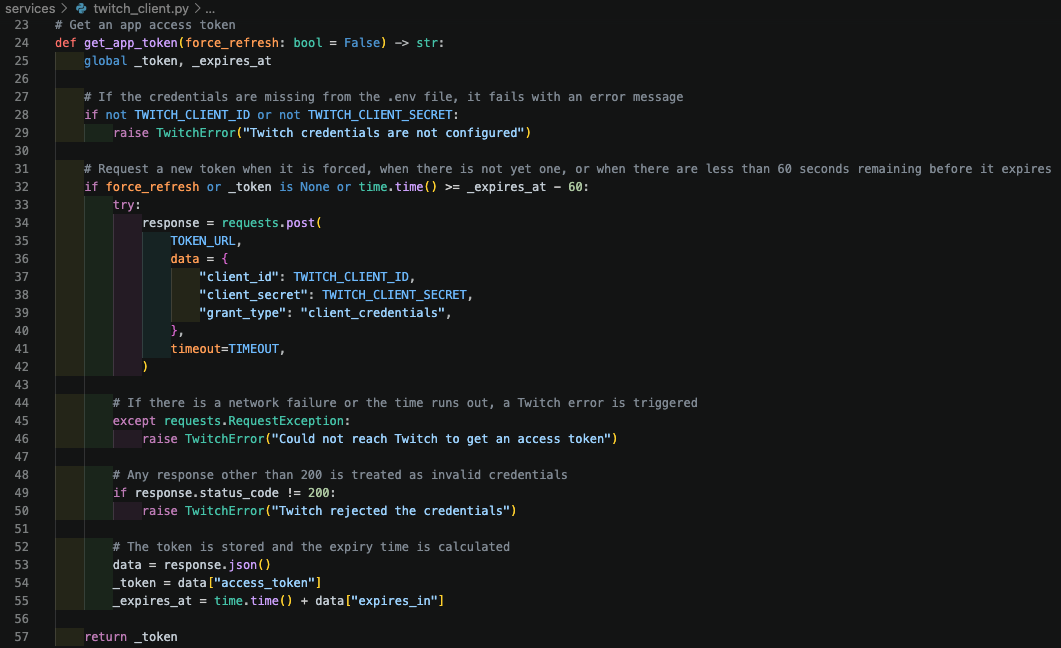 services > twitch_client.py > ...
23 # Get an app access token
24 def get_app_token(force_refresh: bool = False) -> str:
25     global _token, _expires_at
26
27     # If the credentials are missing from the .env file, it fails with an error message
28     if not TWITCH_CLIENT_ID or not TWITCH_CLIENT_SECRET:
29         raise TwitchError("Twitch credentials are not configured")
30
31     # Request a new token when it is forced, when there is not yet one, or when there are less than 60 seconds remaining before it expires
32     if force_refresh or _token is None or time.time() >= _expires_at - 60:
33         try:
34             response = requests.post(
35                 TOKEN_URL,
36                 data = {
37                     "client_id": TWITCH_CLIENT_ID,
38                     "client_secret": TWITCH_CLIENT_SECRET,
39                     "grant_type": "client_credentials",
40                 },
41                 timeout=TIMEOUT,
42             )
43
44         # If there is a network failure or the time runs out, a Twitch error is triggered
45         except requests.RequestException:
46             raise TwitchError("Could not reach Twitch to get an access token")
47
48         # Any response other than 200 is treated as invalid credentials
49         if response.status_code != 200:
50             raise TwitchError("Twitch rejected the credentials")
51
52         # The token is stored and the expiry time is calculated
53         data = response.json()
54         _token = data["access_token"]
55         _expires_at = time.time() + data["expires_in"]
56
57     return _token